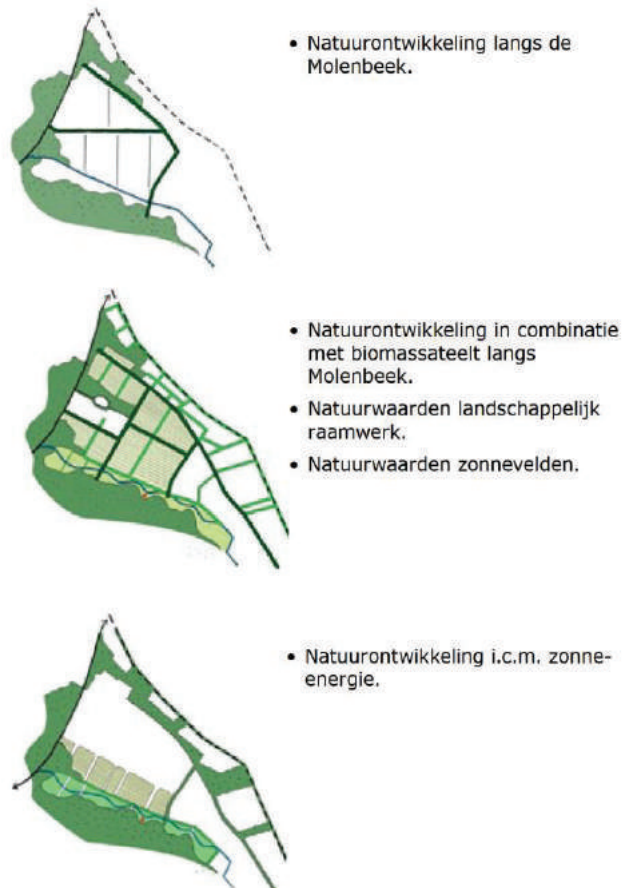 • Natuurontwikkeling langs de
Molenbeek.
• Natuurontwikkeling in combinatie
met biomassateelt langs
Molenbeek.
• Natuurwaarden landschappelijk
raamwerk.
• Natuurwaarden zonnevelden.
• Natuurontwikkeling i.c.m. zonne-
energie.